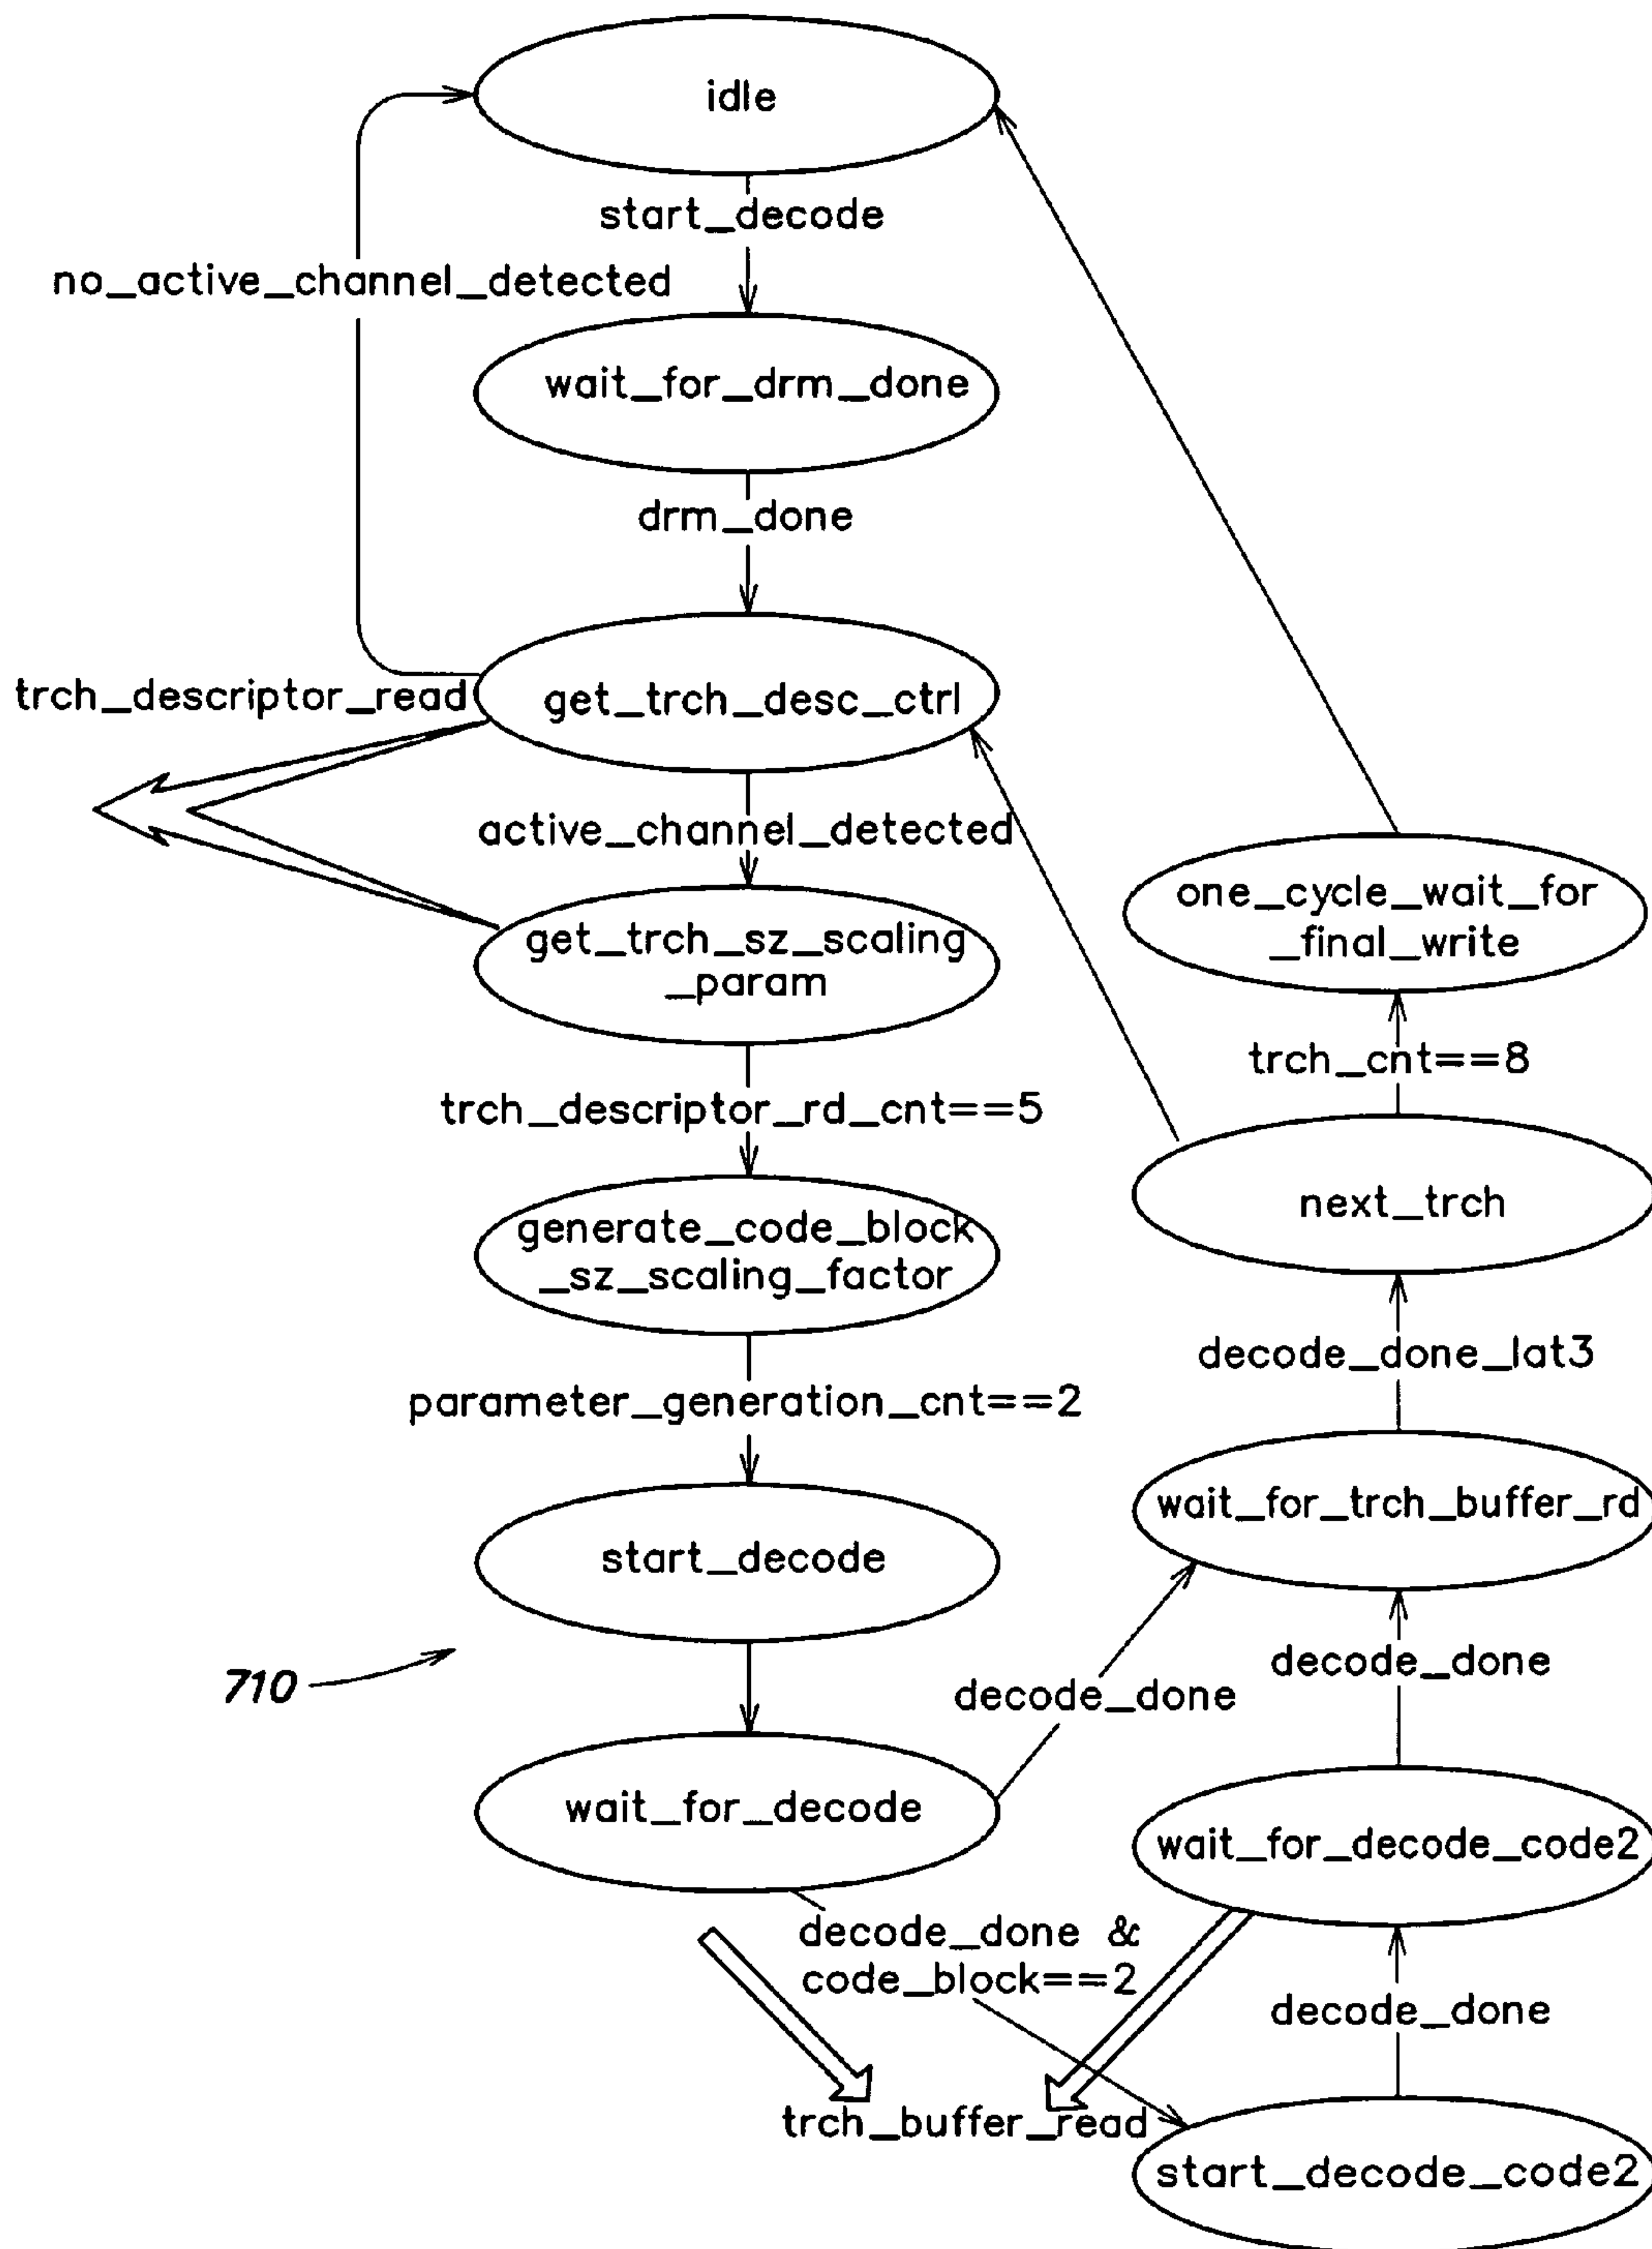 idle
start_decode
no_active_channel_detected
wait_for_drm_done
drm_done
trch_descriptor_read
get_trch_desc_ctrl
active_channel_detected
get_trch_sz_scaling
_param
one_cycle_wait_for
_final_write
trch_cnt==8
trch_descriptor_rd_cnt==5
next_trch
generate_code_block
_sz_scaling_factor
decode_done_lat3
parameter_generation_cnt==2
wait_for_trch_buffer_rd
start_decode
decode_done
710
decode_done
wait_for_decode
wait_for_decode_code2
decode_done &
code_block==2
decode_done
trch_buffer_read
start_decode_code2